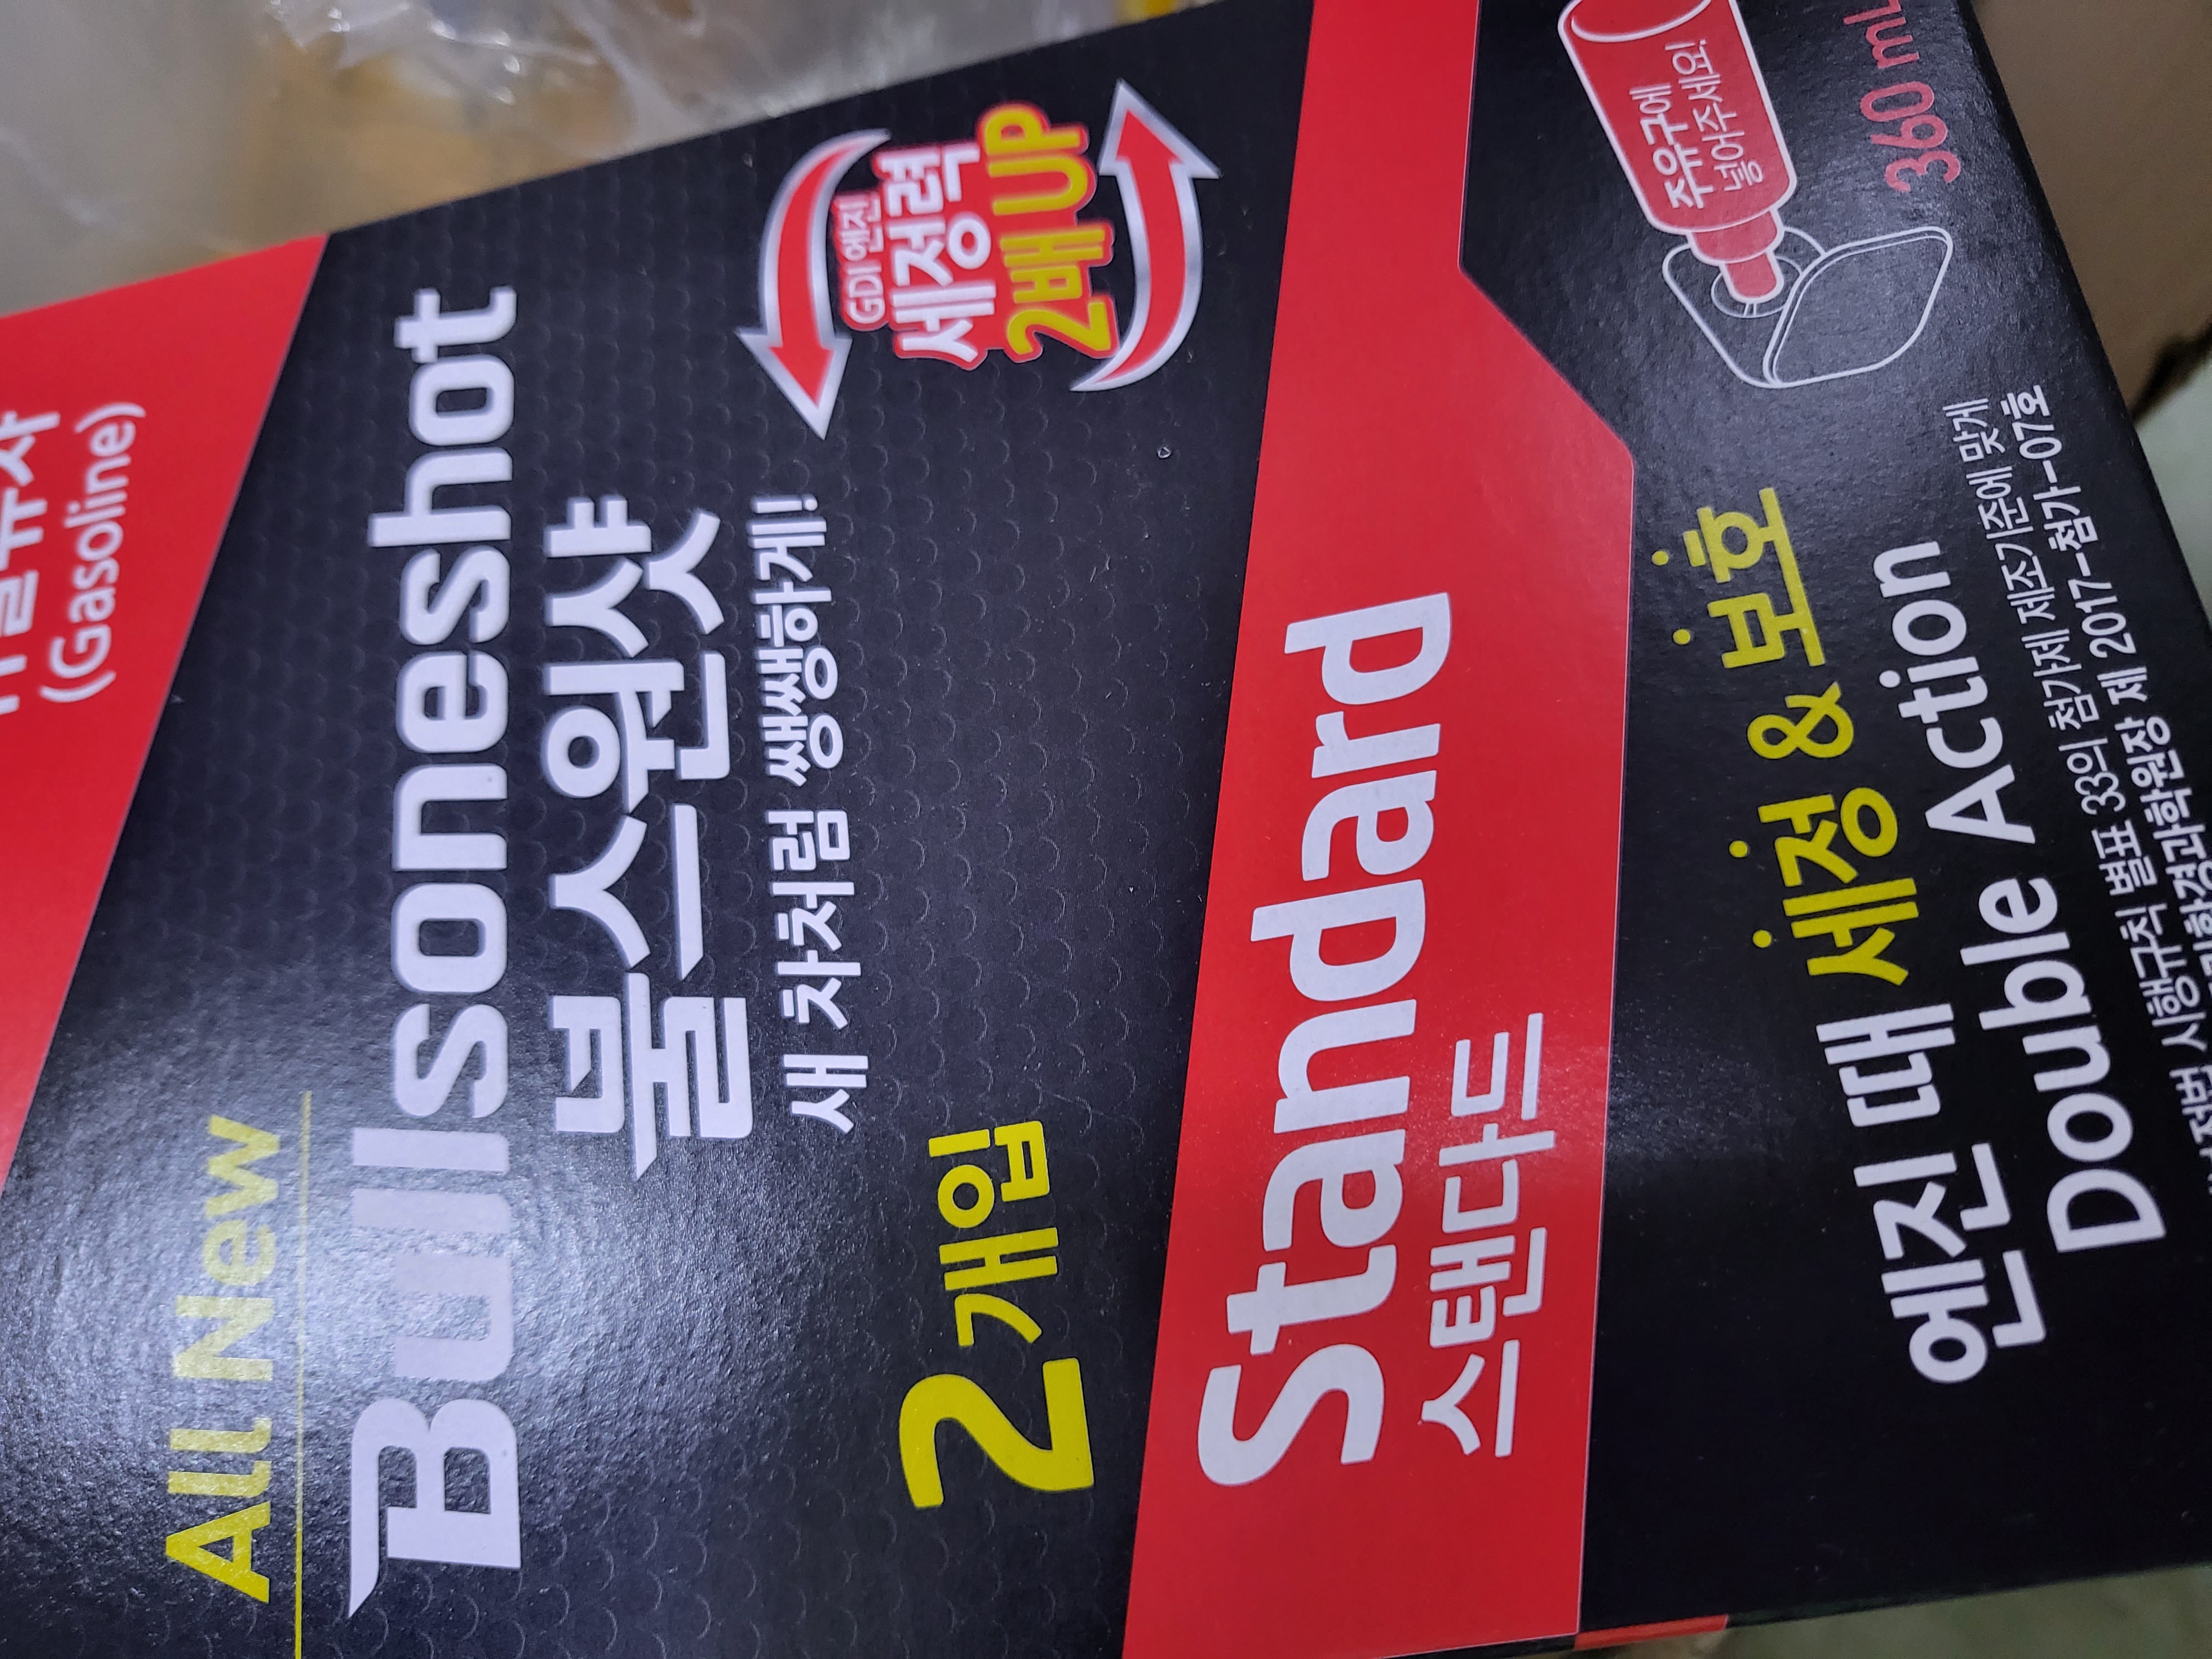 (Gasoline)
All New
Bullsoneshot
불스원샷
새 차처럼 쌩쌩하게!
GDI 엔진
세정력
2배 UP
2개입
Standard
스탠다드
주유구에
넣어주세요!
360 mL
엔진 때 세정 & 보호
Double Action
시행규칙 별표 33의 첨가제 제조기준에 맞게
제 2017-첨가-07호